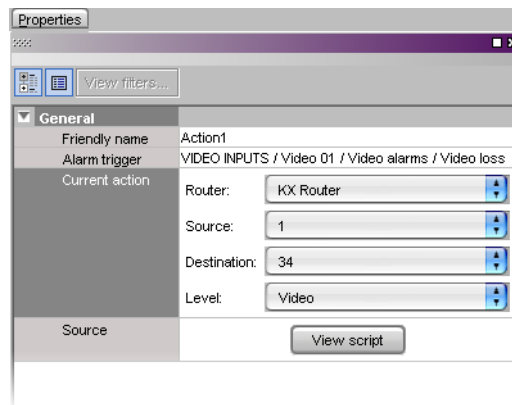 Properties
View filters...
General
Friendly name Action1
Alarm trigger VIDEO INPUTS / Video 01 / Video alarms / Video loss
Current action
Router: KX Router
Source: 1
Destination: 34
Level: Video
Source View script